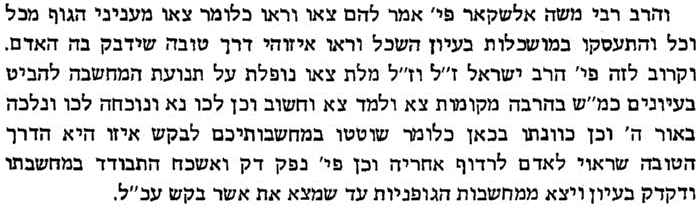 והרב רבי משה אלשקאר פי׳ אמר להם צאו וראו כלומר צאו מעניני הגוף מכל
וכל והתעסקו במושכלות בעיון השכל וראו איזוהי דרך טובה שידבק בה האדם.
וקרוב לזה פי׳ הרב ישראל ז״ל וז״ל מלת צאו נופלת על תנועת המחשבה להביט
בעיונים כמ״ש בהרבה מקומות צא ולמד צא וחשוב וכן לכו נא ונוכחה לכו ונלכה
באור ה׳ וכן כוונתו בכאן כלומר שוטטו במחשבותיכם לבקש איזו היא הדרך
הטובה שראוי לאדם לרדוף אחריה וכן פי׳ נפק דק ואשכח התבודד במחשבתו
ודקדק בעיון ויצא ממחשבות הגופניות עד שמצא את אשר בקש עכ״ל.